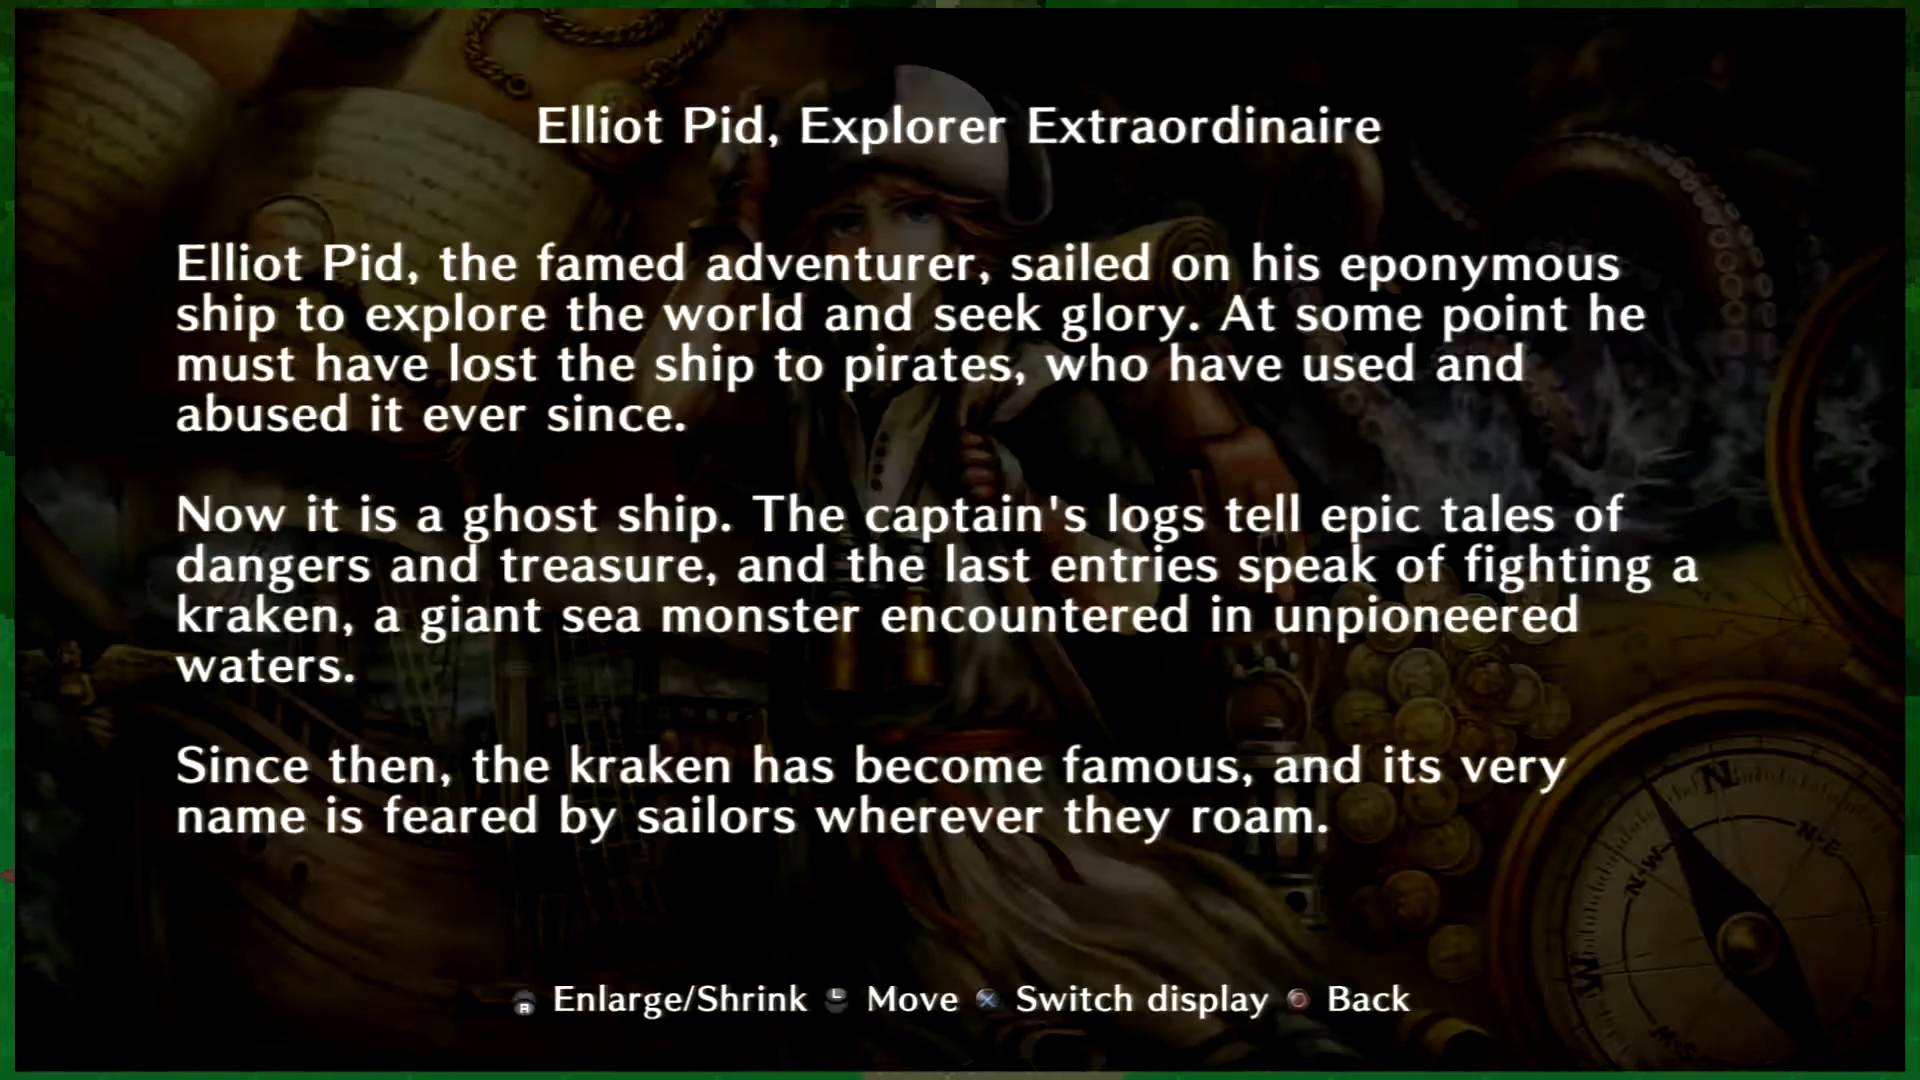 Elliot Pid, Explorer Extraordinaire
Elliot Pid, the famed adventurer, sailed on his eponymous
ship to explore the world and seek glory. At some point he
must have lost the ship to pirates, who have used and
abused it ever since.
Now it is a ghost ship. The captain's logs tell epic tales of
dangers and treasure, and the last entries speak of fighting a
kraken, a giant sea monster encountered in unpioneered
waters.
Since then, the kraken has become famous, and its very
name is feared by sailors wherever they roam.
N
N-E
N-W
W
R Enlarge/Shrink L Move Switch display Back